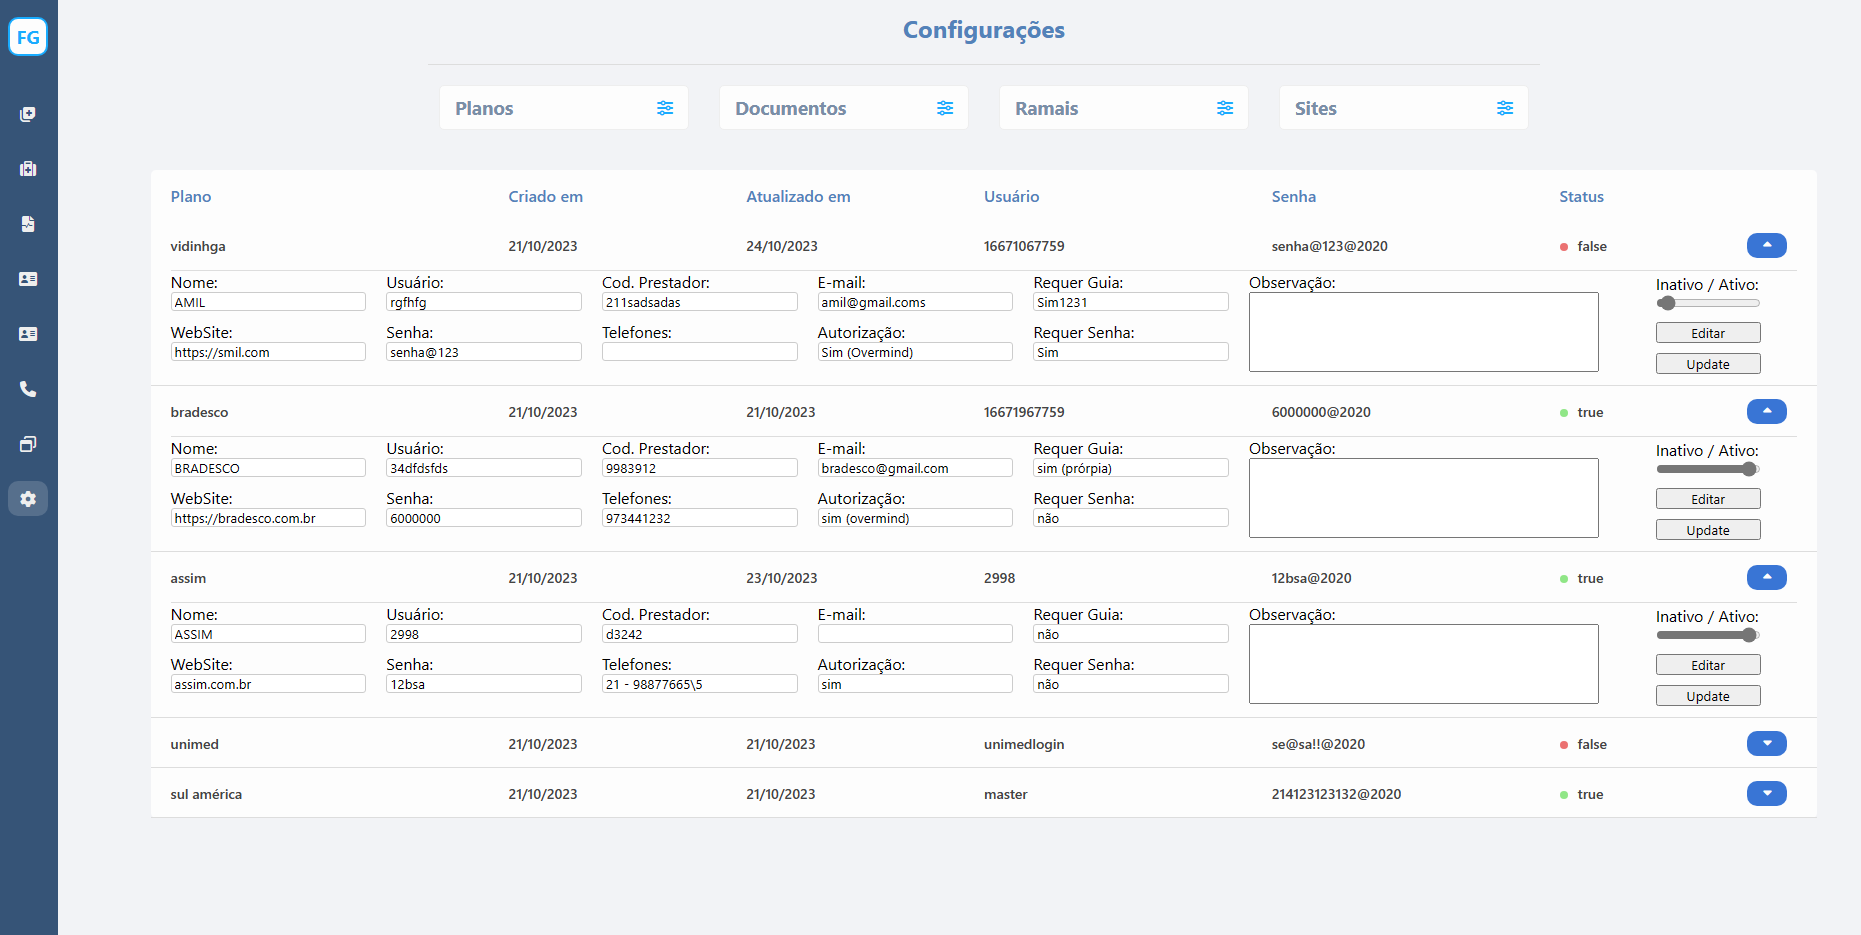 FG
Configurações
Planos Documentos Ramais Sites
Plano Criado em Atualizado em Usuário Senha Status
vidinhga 21/10/2023 24/10/2023 16671067759 senha@123@2020 false
Nome: Usuário: Cod. Prestador: E-mail: Requer Guia: Observação: Inativo / Ativo:
AMIL rgfhfg 211sadsadas amil@gmail.coms Sim1231
WebSite: Senha: Telefones: Autorização: Requer Senha: Editar
https://smil.com senha@123 Sim (Overmind) Sim
Update
bradesco 21/10/2023 21/10/2023 16671967759 6000000@2020 true
Nome: Usuário: Cod. Prestador: E-mail: Requer Guia: Observação: Inativo / Ativo:
BRADESCO 34dfdsfds 9983912 bradesco@gmail.com sim (prórpia)
WebSite: Senha: Telefones: Autorização: Requer Senha: Editar
https://bradesco.com.br 6000000 973441232 sim (overmind) não
Update
assim 21/10/2023 23/10/2023 2998 12bsa@2020 true
Nome: Usuário: Cod. Prestador: E-mail: Requer Guia: Observação: Inativo / Ativo:
ASSIM 2998 d3242 não
WebSite: Senha: Telefones: Autorização: Requer Senha: Editar
assim.com.br 12bsa 21 - 98877665\5 sim não
Update
unimed 21/10/2023 21/10/2023 unimedlogin se@sa!!@2020 false
sul américa 21/10/2023 21/10/2023 master 214123123132@2020 true